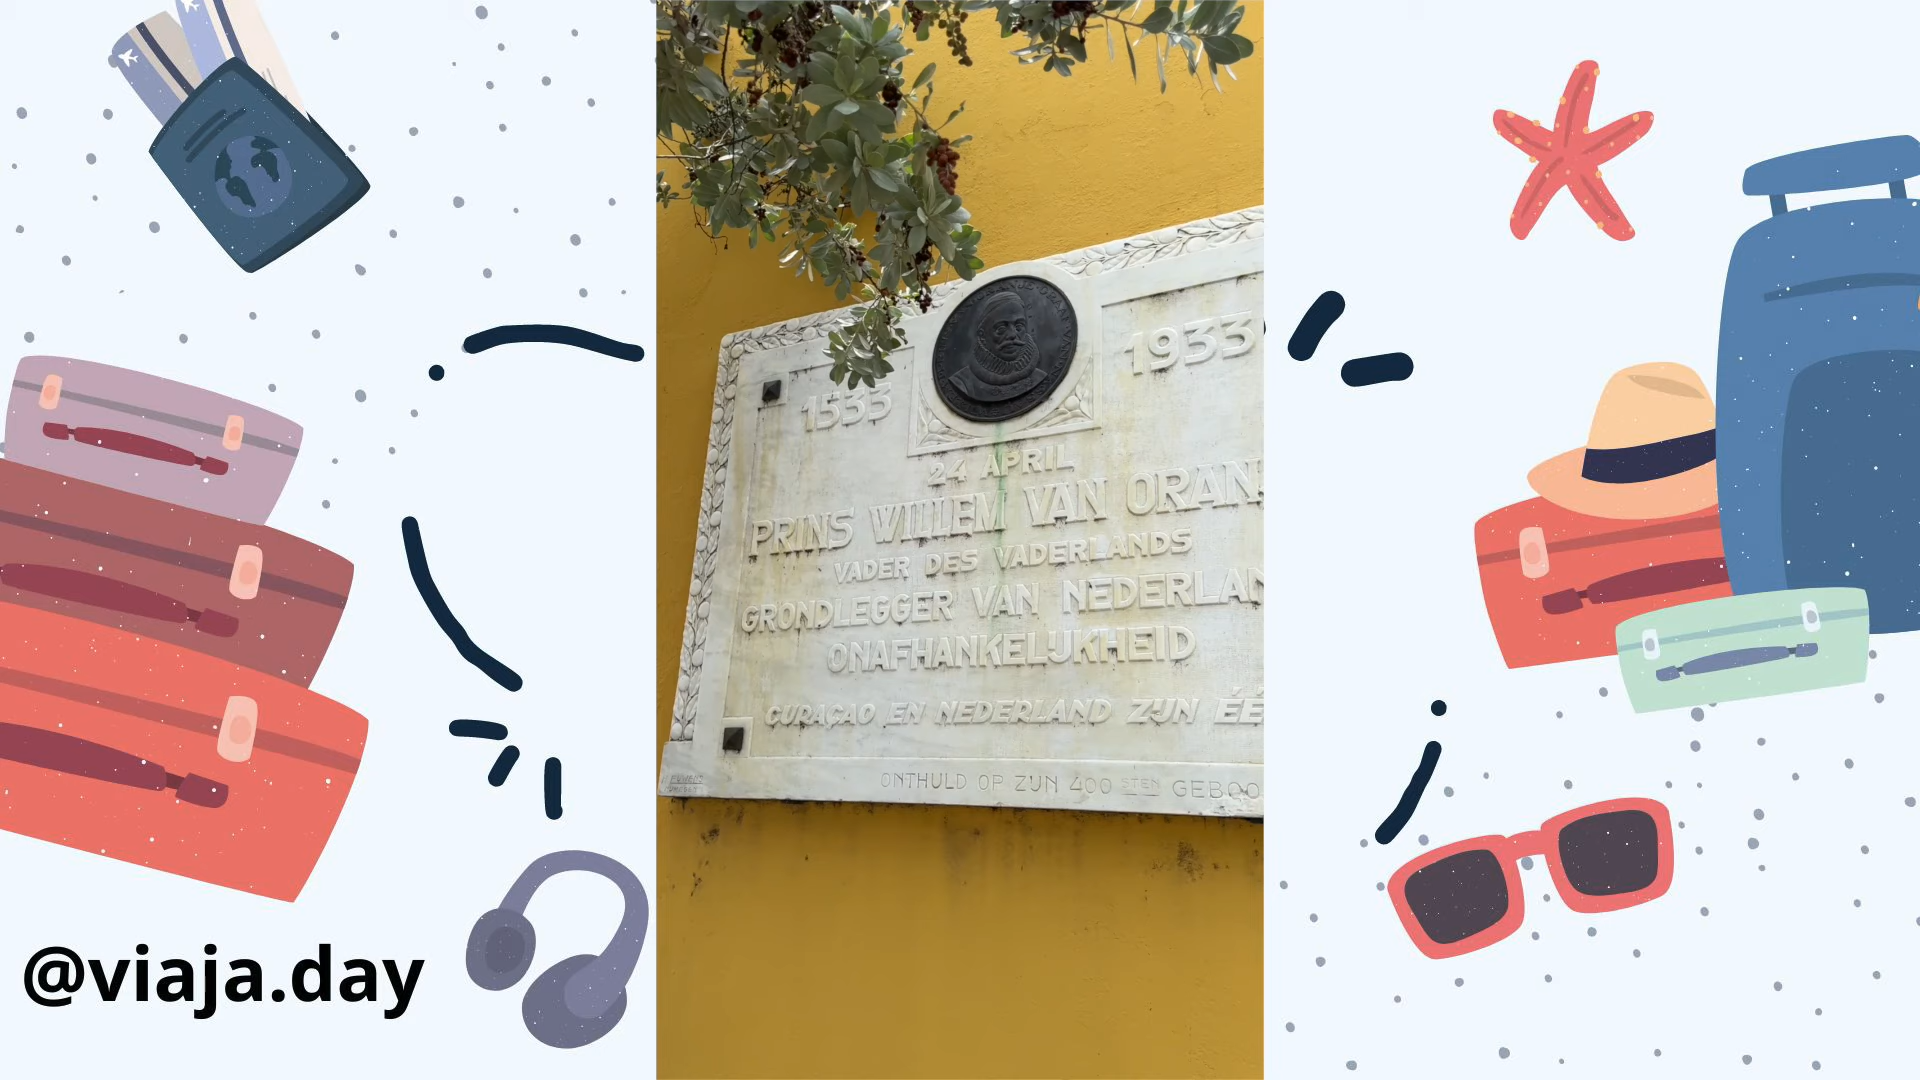 1533
1933
24 APRIL
PRINS WILLEM VAN ORAN
VADER DES VADERLANDS
GRONDLEGGER VAN NEDERLAN
ONAFHANKELIJKHEID
CURAÇAO EN NEDERLAND ZIJN ÉÉ
ONTHULD OP ZIJN 400 STEN GEBOO
@viaja.day